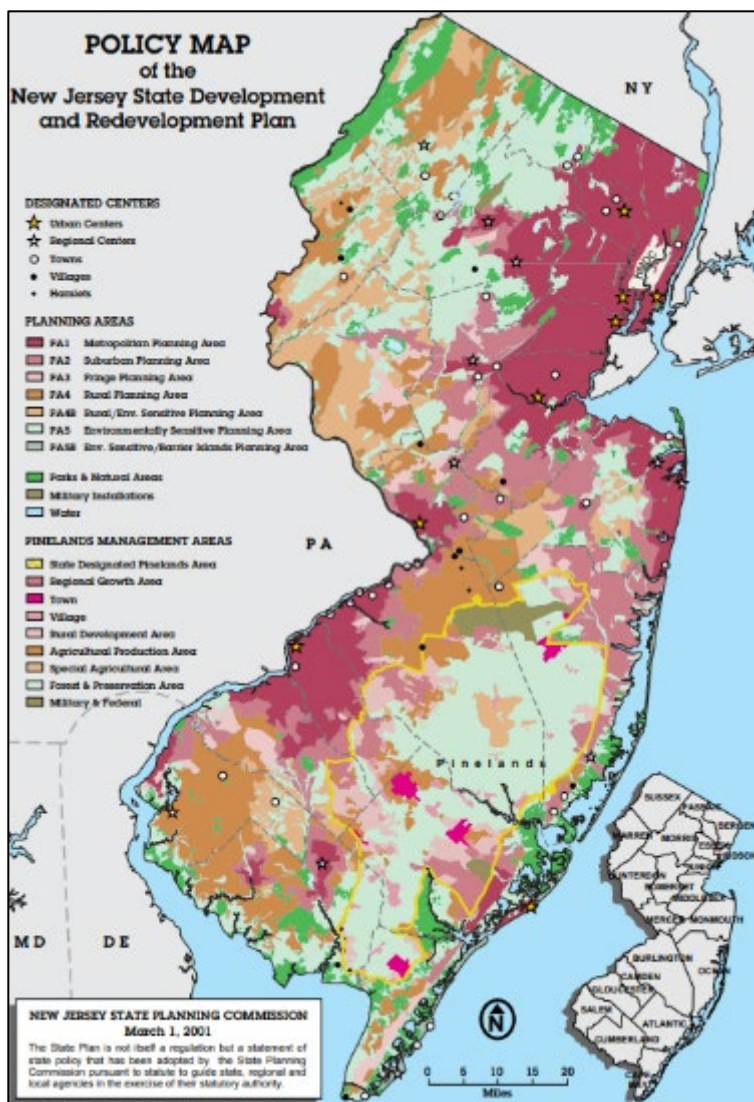 POLICY MAP
of the
New Jersey State Development
and Redevelopment Plan
DESIGNATED CENTERS
Urban Centers
Regional Centers
Towns
Villages
Hamlets
PLANNING AREAS
PA1 Metropolitan Planning Area
PA2 Suburban Planning Area
PA3 Fringe Planning Area
PA4 Rural Planning Area
PA4B Rural/Env. Sensitive Planning Area
PA5 Environmentally Sensitive Planning Area
PA5B Env. Sensitive/Barrier Islands Planning Area
Parks & Natural Areas
Military Installations
Water
PINELANDS MANAGEMENT AREAS
State Designated Pinelands Area
Regional Growth Area
Town
Village
Rural Development Area
Agricultural Production Area
Special Agricultural Area
Forest & Preservation Area
Military & Federal
NY
PA
MD
DE
Pinelands
SUSSEX
PASSAIC
BERGEN
WARREN
MORRIS
ESSEX
HUDSON
UNION
HUNTERDON
SOMERSET
MIDDLESEX
MERCER
MONMOUTH
BURLINGTON
OCEAN
CAMDEN
GLOUCESTER
SALEM
ATLANTIC
CUMBERLAND
CAPE
MAY
N
0 5 10 20
Miles
NEW JERSEY STATE PLANNING COMMISSION
March 1, 2001
The State Plan is not itself a regulation but a statement of
state policy that has been adopted by the State Planning
Commission pursuant to statute to guide state, regional and
local agencies in the exercise of their statutory authority.